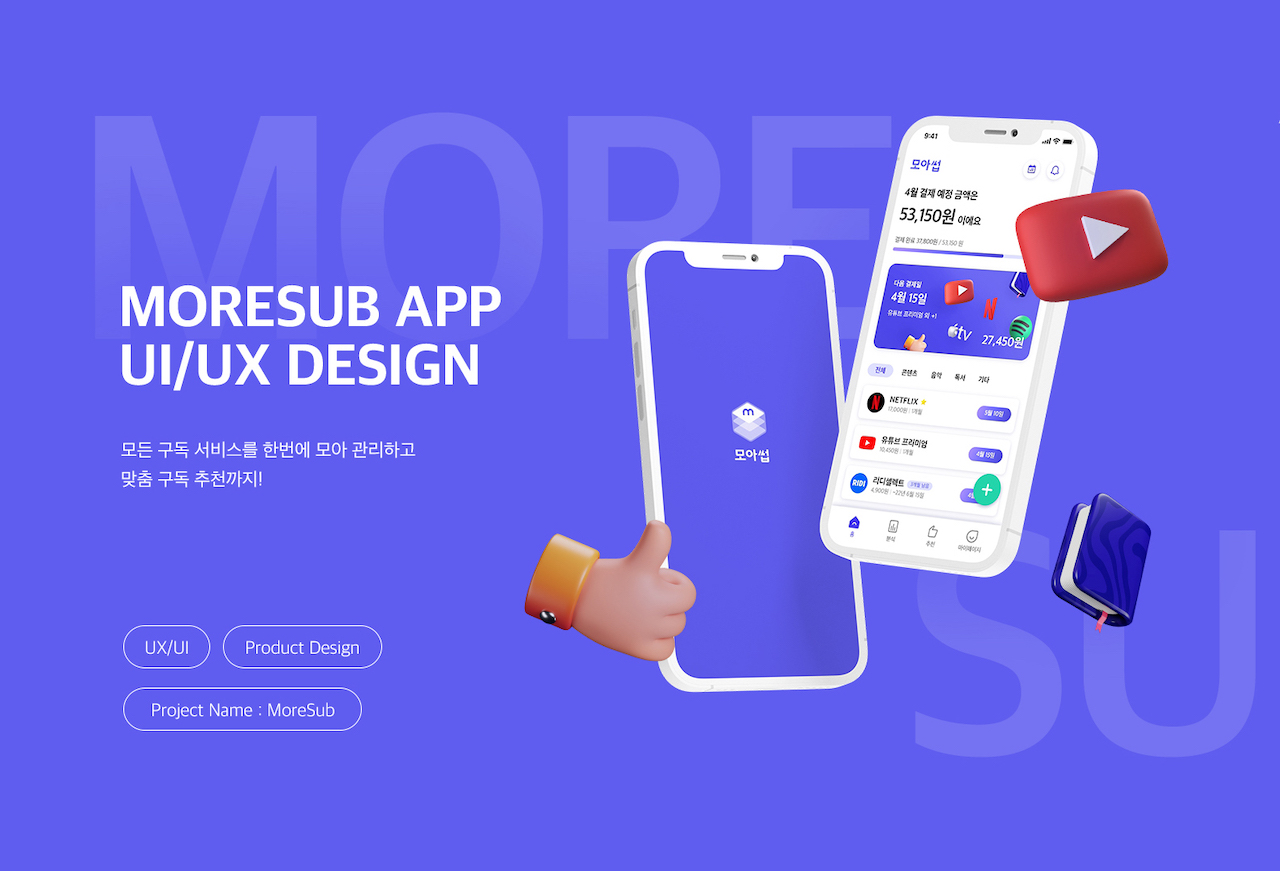 MORE
MORESUB APP
UI/UX DESIGN
모든 구독 서비스를 한번에 모아 관리하고
맞춤 구독 추천까지!
UX/UI
Product Design
Project Name : MoreSub
모아썹
9:41
모아썹
4월 결제 예정 금액은
53,150원 이에요
결제 완료 37,800원 / 53,150 원
다음 결제일
4월 15일
유튜브 프리미엄 외 +1
tv
27,450원
전체 콘텐츠 음악 독서 기타
NETFLIX
17,000원 | 1개월
5월 10일
유튜브 프리미엄
10,450원 | 1개월
4월 15일
RIDI
리디셀렉트
4,900원 | ~22년 6월 15일
홈 분석 추천 마이페이지
SU